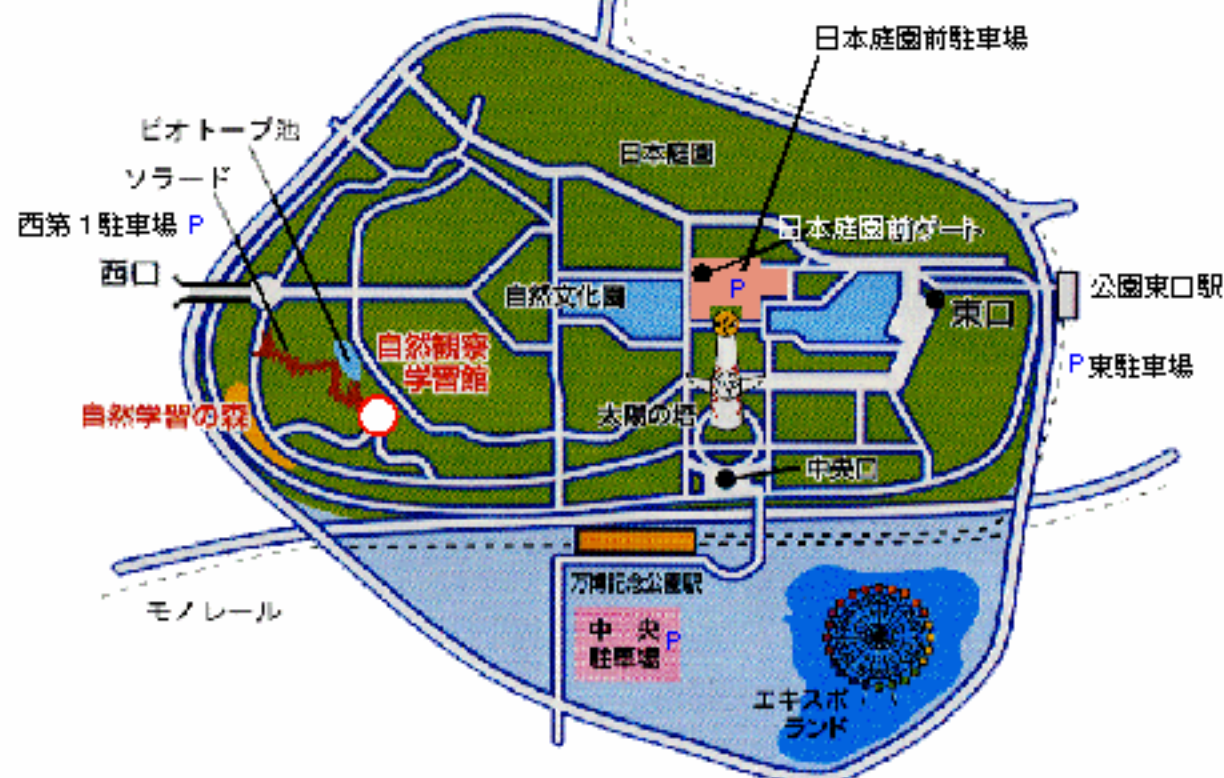 日本庭園前駐車場
ビオトープ池
日本庭園
ソラード
西第1駐車場 P
日本庭園前ゲート
西口
公園東口駅
P
自然文化園
東口
自然観察
学習館
P東駐車場
自然学習の森
太陽の塔
中央口
万博記念公園駅
モノレール
中央
駐車場
P
エキスポ
ランド